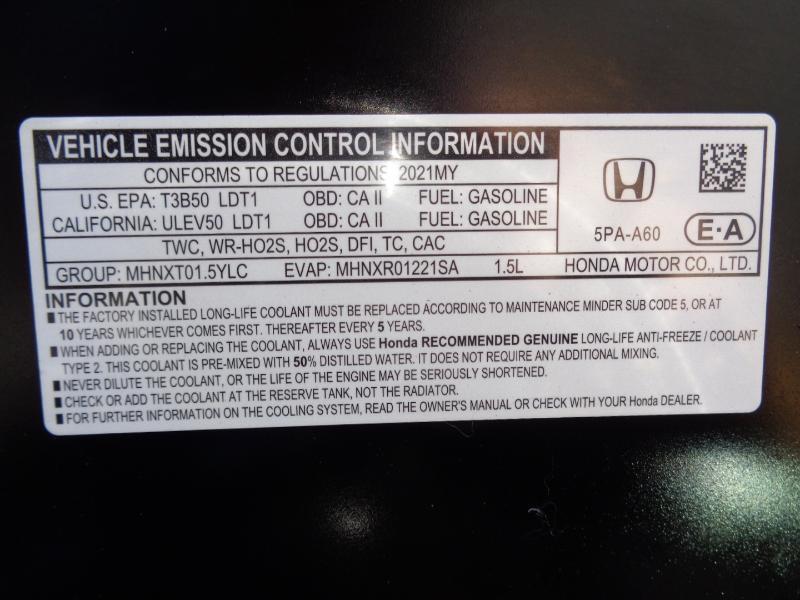 VEHICLE EMISSION CONTROL INFORMATION
CONFORMS TO REGULATIONS 2021MY
U.S. EPA: T3B50 LDT1 OBD: CA II FUEL: GASOLINE
CALIFORNIA: ULEV50 LDT1 OBD: CA II FUEL: GASOLINE
TWC, WR-HO2S, HO2S, DFI, TC, CAC
GROUP: MHNXT01.5YLC EVAP: MHNXR01221SA 1.5L
5PA-A60 E·A
HONDA MOTOR CO., LTD.
INFORMATION
■ THE FACTORY INSTALLED LONG-LIFE COOLANT MUST BE REPLACED ACCORDING TO MAINTENANCE MINDER SUB CODE 5, OR AT
10 YEARS WHICHEVER COMES FIRST. THEREAFTER EVERY 5 YEARS.
■ WHEN ADDING OR REPLACING THE COOLANT, ALWAYS USE Honda RECOMMENDED GENUINE LONG-LIFE ANTI-FREEZE / COOLANT
TYPE 2. THIS COOLANT IS PRE-MIXED WITH 50% DISTILLED WATER. IT DOES NOT REQUIRE ANY ADDITIONAL MIXING.
■ NEVER DILUTE THE COOLANT, OR THE LIFE OF THE ENGINE MAY BE SERIOUSLY SHORTENED.
■ CHECK OR ADD THE COOLANT AT THE RESERVE TANK, NOT THE RADIATOR.
■ FOR FURTHER INFORMATION ON THE COOLING SYSTEM, READ THE OWNER'S MANUAL OR CHECK WITH YOUR Honda DEALER.